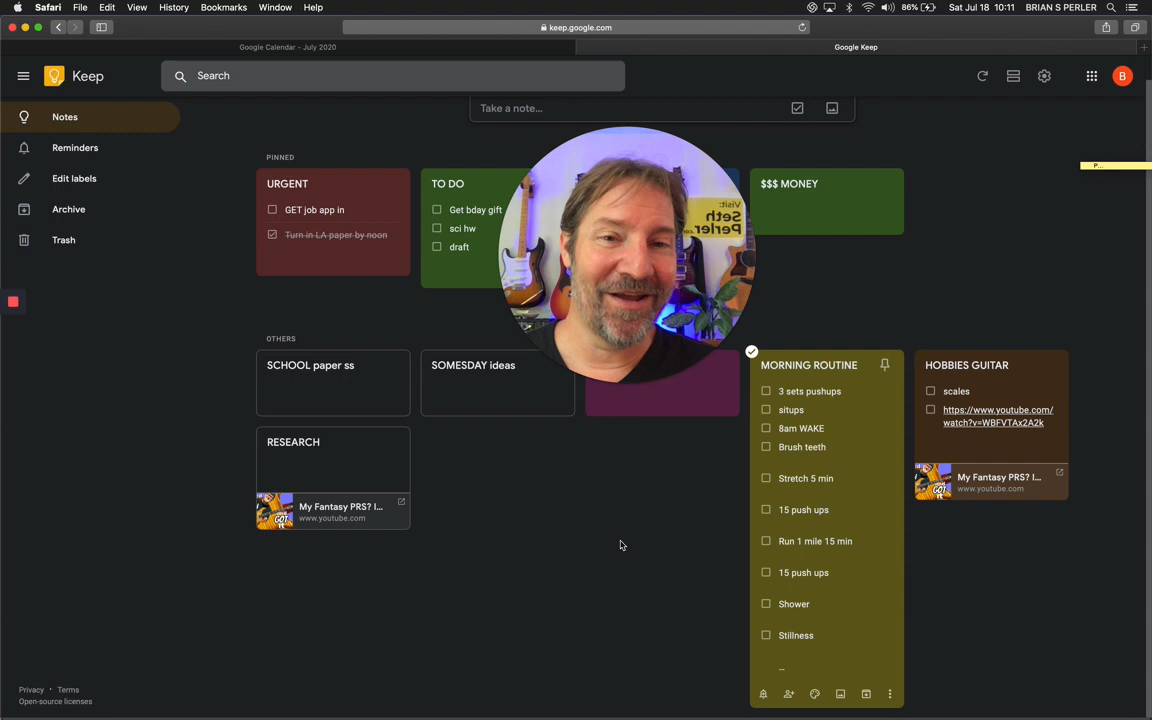 Safari File Edit View History Bookmarks Window Help 86% Sat Jul 18 10:11 BRIAN S PERLER
keep.google.com
Google Calendar - July 2020 Google Keep
Keep Search B
Take a note...
Notes
Reminders
Edit labels
Archive
Trash
PINNED
URGENT
GET job app in
Turn in LA paper by noon
TO DO
Get bday gift
sci hw
draft
Visit:
Seth
Perler.
$$$ MONEY
P...
OTHERS
SCHOOL paper ss
SOMESDAY ideas
MORNING ROUTINE
3 sets pushups
situps
8am WAKE
Brush teeth
Stretch 5 min
15 push ups
Run 1 mile 15 min
15 push ups
Shower
Stillness
...
HOBBIES GUITAR
scales
https://www.youtube.com/
watch?v=WBFVTAx2A2k
GOT
My Fantasy PRS? I...
www.youtube.com
RESEARCH
GOT
My Fantasy PRS? I...
www.youtube.com
Privacy · Terms
Open-source licenses